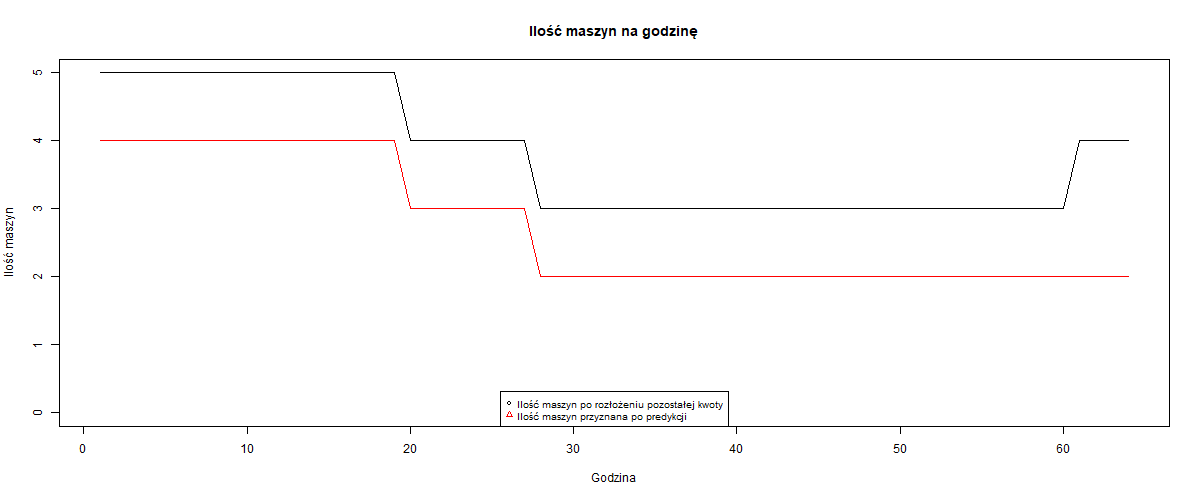 Ilość maszyn na godzinę
Ilość maszyn
5
4
3
2
1
0
Ilość maszyn po rozłożeniu pozostałej kwoty
Ilość maszyn przyznana po predykcji
0 10 20 30 40 50 60
Godzina